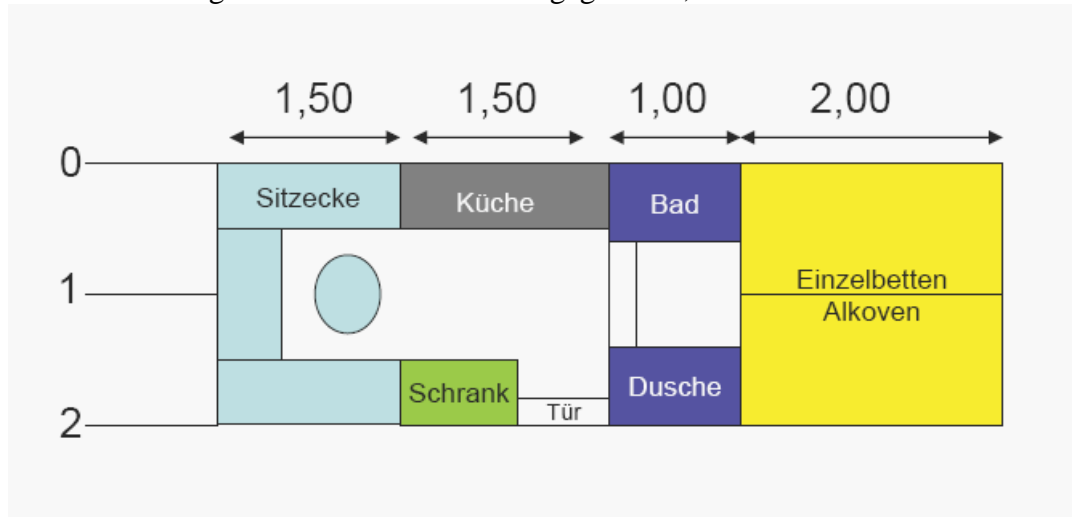 1,50 1,50 1,00 2,00
0
Sitzecke Küche Bad
1
Einzelbetten
Alkoven
Schrank Dusche
Tür
2